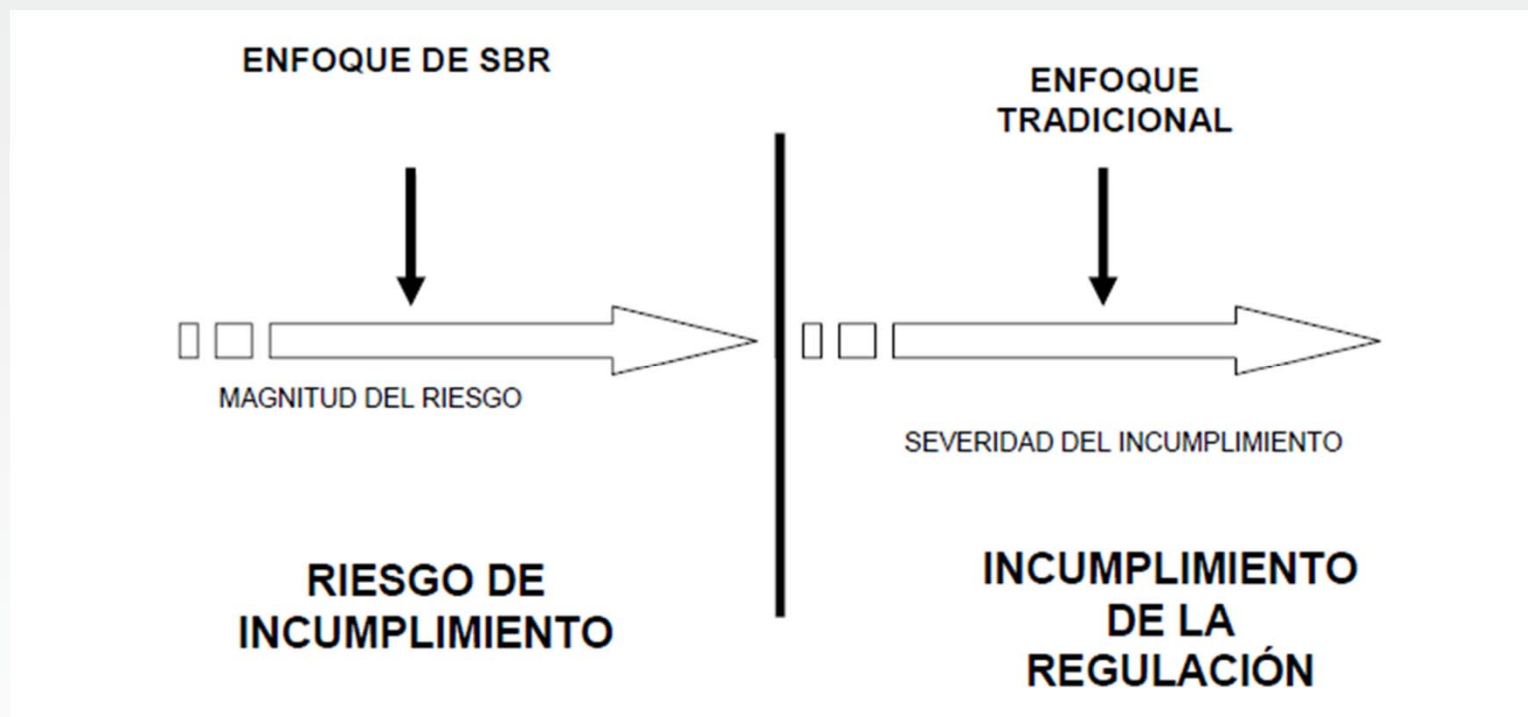 ENFOQUE DE SBR
MAGNITUD DEL RIESGO
RIESGO DE
INCUMPLIMIENTO
ENFOQUE
TRADICIONAL
SEVERIDAD DEL INCUMPLIMIENTO
INCUMPLIMIENTO
DE LA
REGULACIÓN